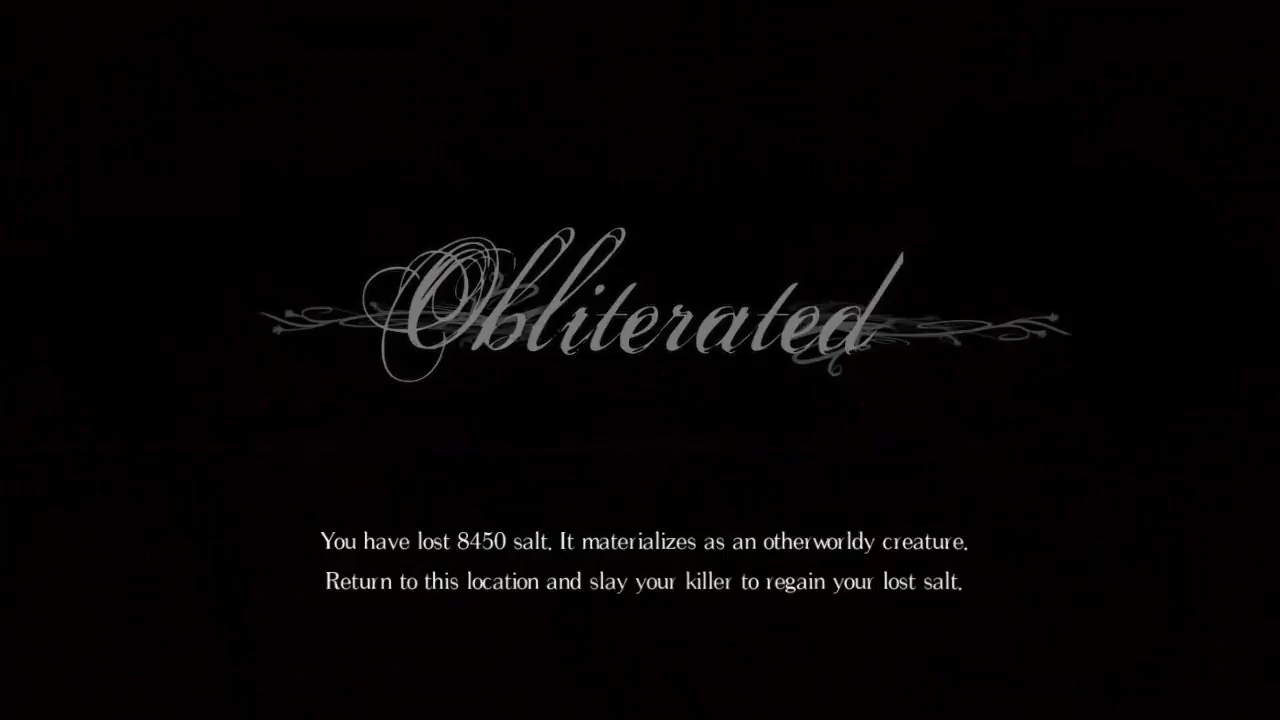 Obliterated
You have lost 8450 salt. It materializes as an otherworldly creature.
Return to this location and slay your killer to regain your lost salt.